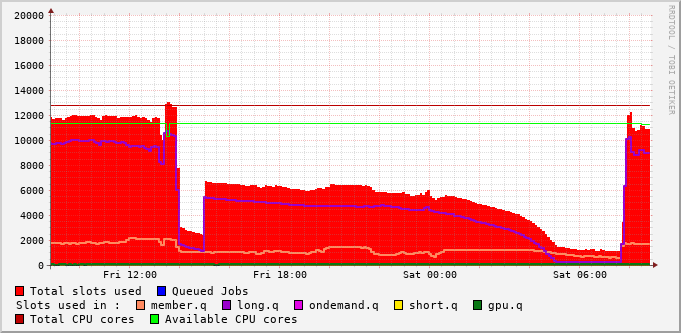 20000
18000
16000
14000
12000
10000
8000
6000
4000
2000
0
Fri 12:00 Fri 18:00 Sat 00:00 Sat 06:00
RRDTOOL / TOBI OETIKER
Total slots used Queued Jobs
Slots used in : member.q long.q ondemand.q short.q gpu.q
Total CPU cores Available CPU cores